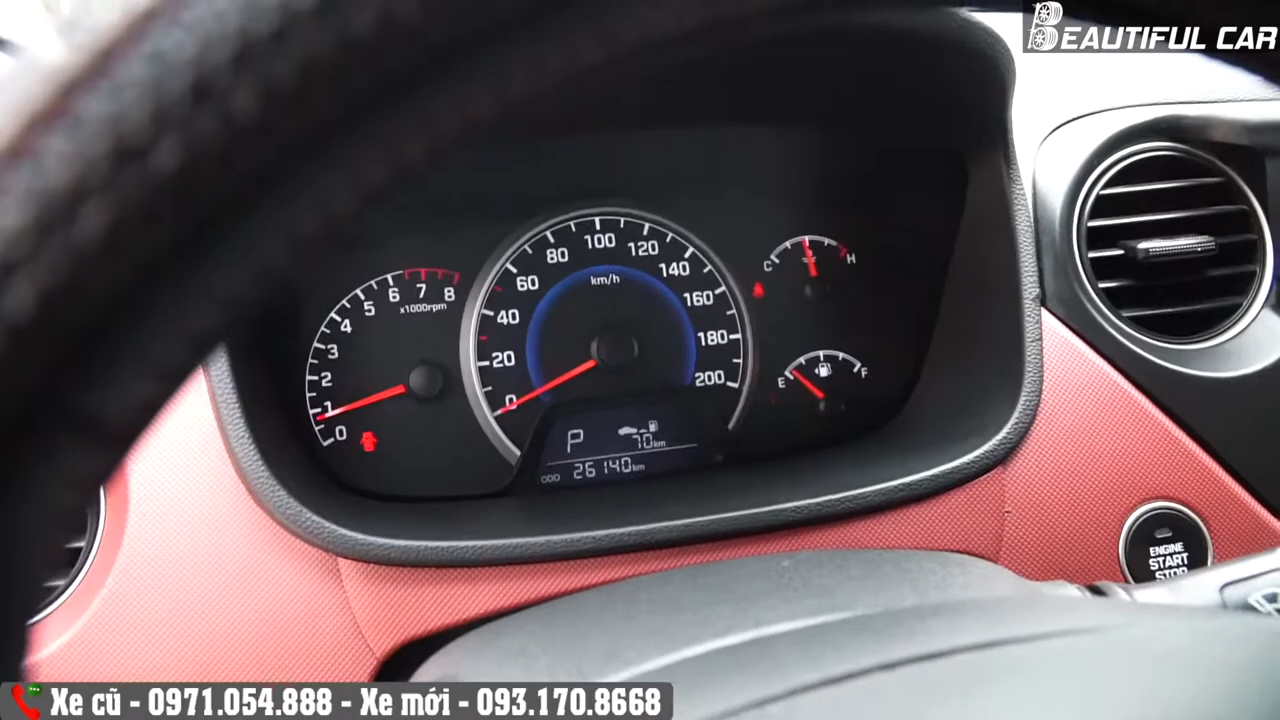 BEAUTIFUL CAR
0 1 2 3 4 5 6 7 8
x1000rpm
0 20 40 60 80 100 120 140 160 180 200
km/h
C H
E F
P
70km
ODO 26140km
ENGINE
START
STOP
Xe cũ - 0971.054.888 - Xe mới - 093.170.8668